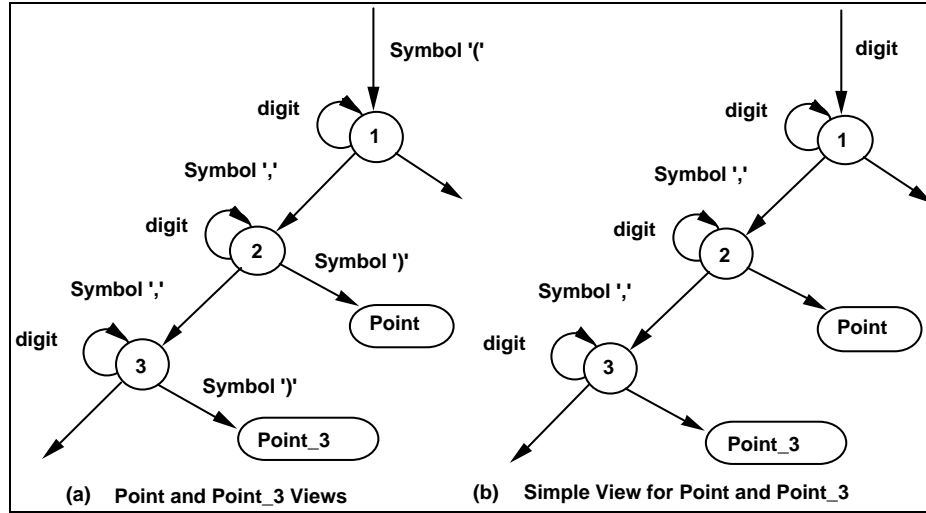 Symbol '('
digit
1
Symbol ','
digit
2
Symbol ')'
Point
Symbol ','
digit
3
Symbol ')'
Point_3
(a) Point and Point_3 Views
digit
digit
1
Symbol ','
digit
2
Point
Symbol ','
digit
3
Point_3
(b) Simple View for Point and Point_3